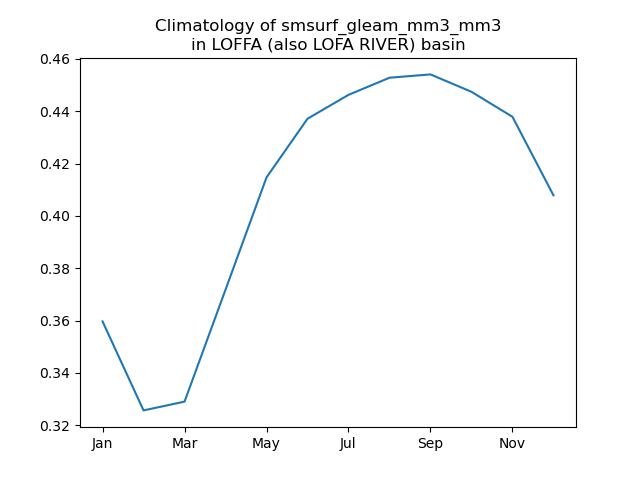 Climatology of smsurf_gleam_mm3_mm3
in LOFFA (also LOFA RIVER) basin
0.46
0.44
0.42
0.40
0.38
0.36
0.34
0.32
Jan Mar May Jul Sep Nov